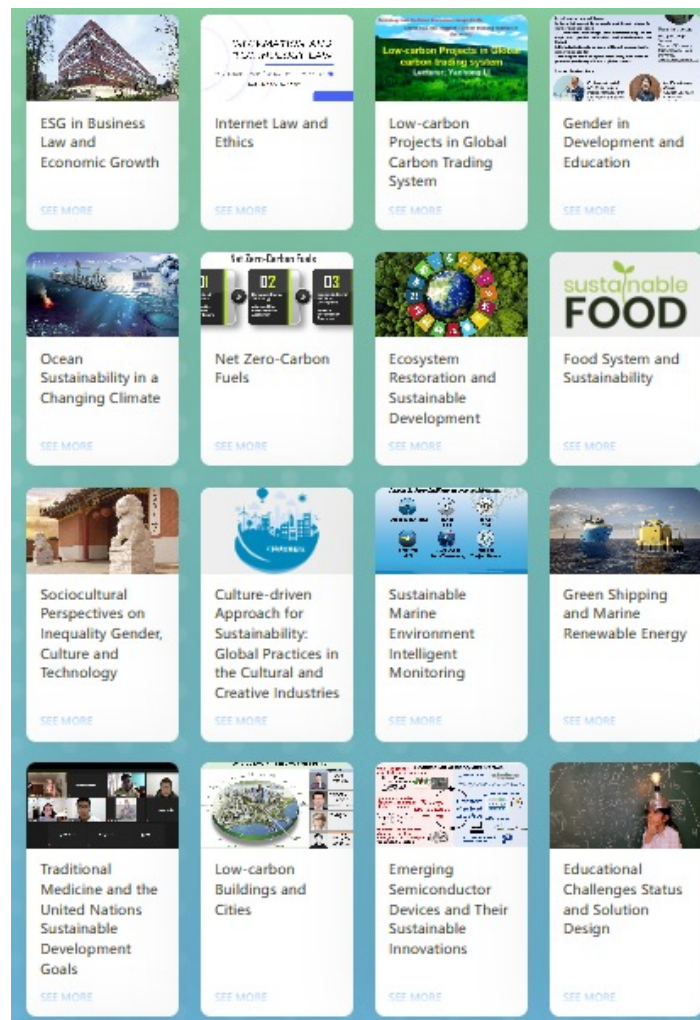 INFORMATION AND
TECHNOLOGY LAW
Low-carbon Projects in Global
carbon trading system
Lecturer: Yunhong Li
ESG in Business
Law and
Economic Growth
SEE MORE
Internet Law and
Ethics
SEE MORE
Low-carbon
Projects in Global
Carbon Trading
System
SEE MORE
Gender in
Development and
Education
SEE MORE
Net Zero-Carbon Fuels
02
03
sustainable
FOOD
Ocean
Sustainability in a
Changing Climate
SEE MORE
Net Zero-Carbon
Fuels
SEE MORE
Ecosystem
Restoration and
Sustainable
Development
SEE MORE
Food System and
Sustainability
SEE MORE
Sociocultural
Perspectives on
Inequality Gender,
Culture and
Technology
SEE MORE
Culture-driven
Approach for
Sustainability:
Global Practices in
the Cultural and
Creative Industries
SEE MORE
Sustainable
Marine
Environment
Intelligent
Monitoring
SEE MORE
Green Shipping
and Marine
Renewable Energy
SEE MORE
Traditional
Medicine and the
United Nations
Sustainable
Development
Goals
SEE MORE
Low-carbon
Buildings and
Cities
SEE MORE
Emerging
Semiconductor
Devices and Their
Sustainable
Innovations
SEE MORE
Educational
Challenges Status
and Solution
Design
SEE MORE